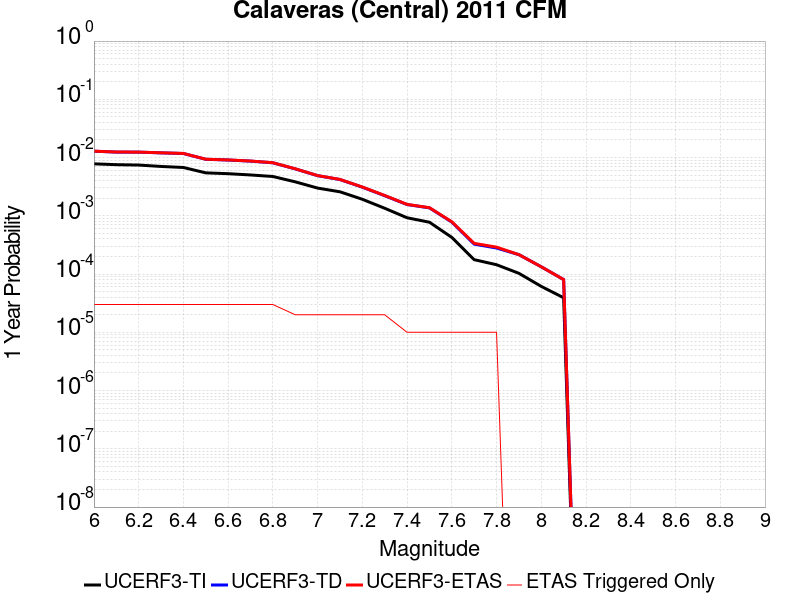 Calaveras (Central) 2011 CFM
10^0
10^-1
10^-2
10^-3
10^-4
10^-5
10^-6
10^-7
10^-8
1 Year Probability
6 6.2 6.4 6.6 6.8 7 7.2 7.4 7.6 7.8 8 8.2 8.4 8.6 8.8 9
Magnitude
UCERF3-TI UCERF3-TD UCERF3-ETAS ETAS Triggered Only